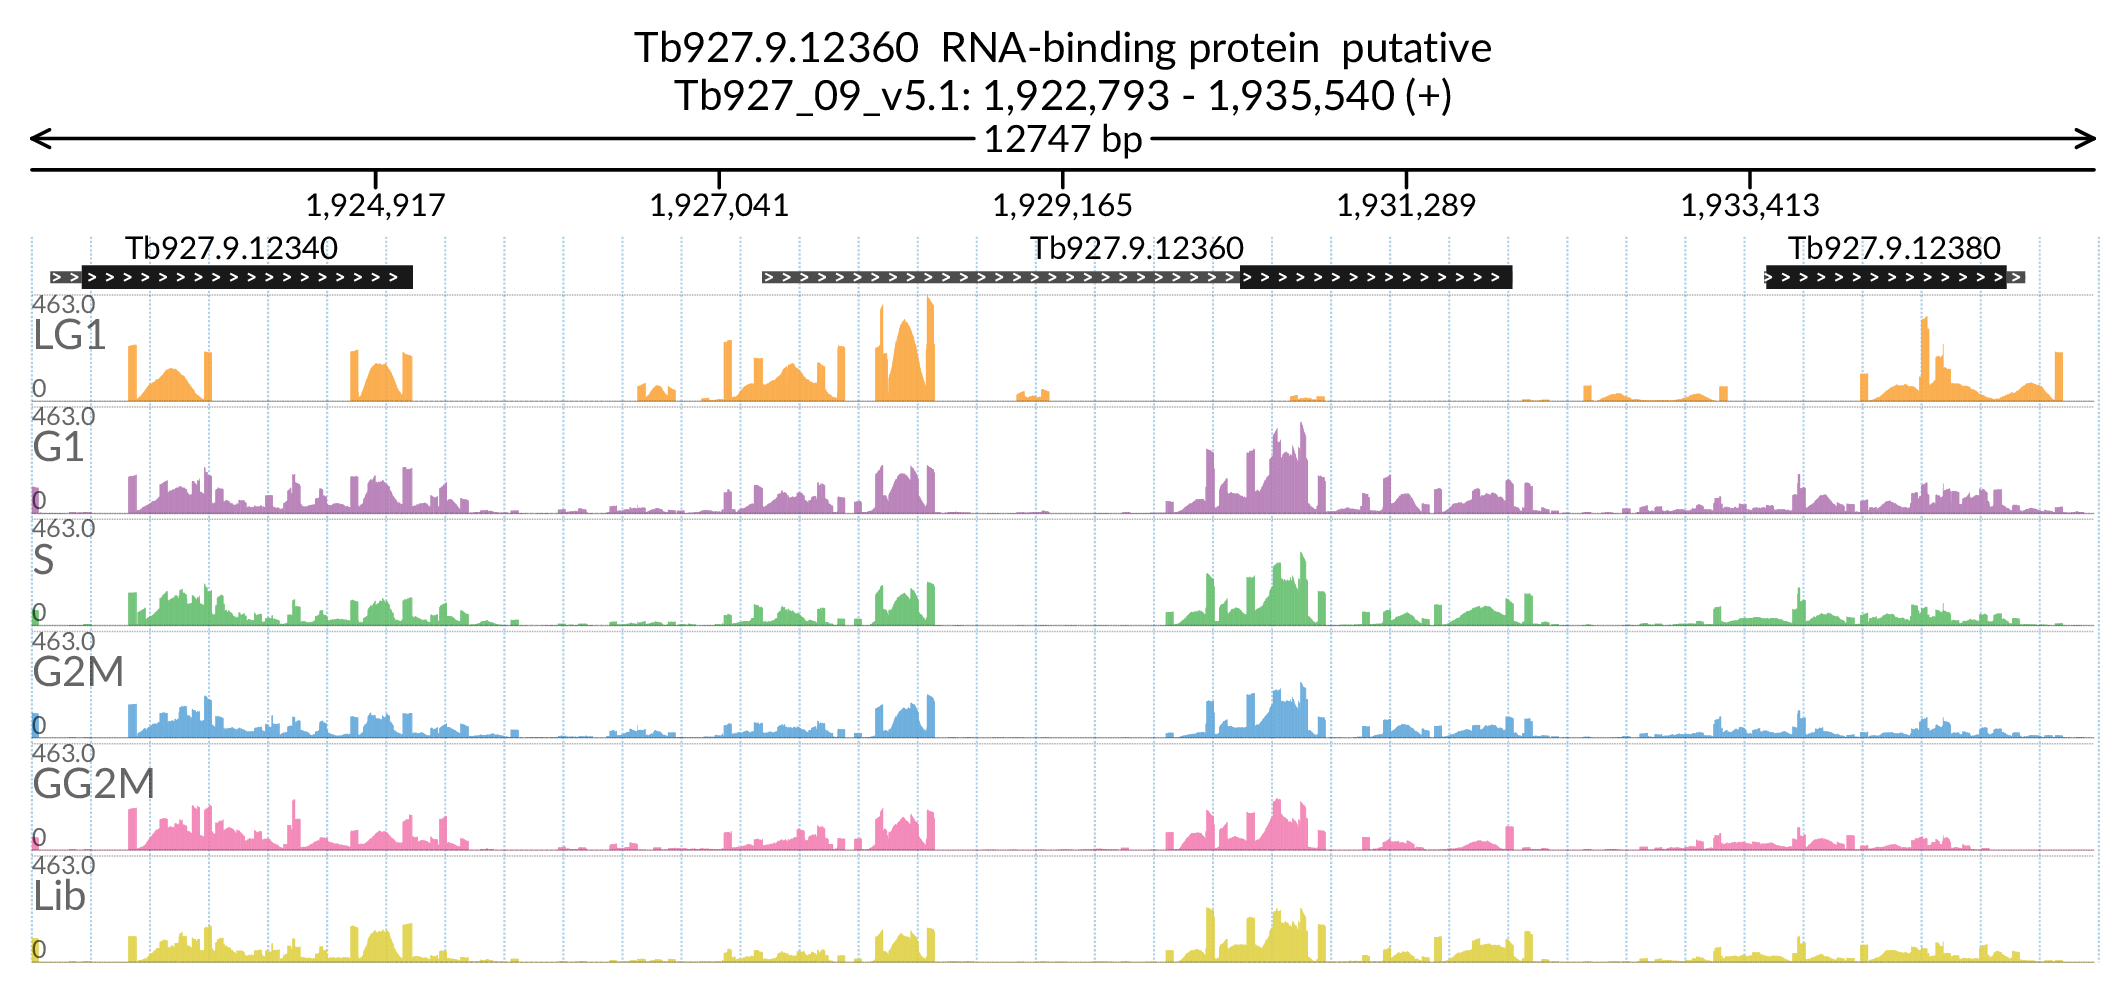 Tb927.9.12360  RNA-binding protein  putative
Tb927_09_v5.1: 1,922,793 - 1,935,540 (+)
12747 bp
1,924,917 1,927,041 1,929,165 1,931,289 1,933,413
Tb927.9.12340 Tb927.9.12360 Tb927.9.12380
463.0
LG1
0
463.0
G1
0
463.0
S
0
463.0
G2M
0
463.0
GG2M
0
463.0
Lib
0